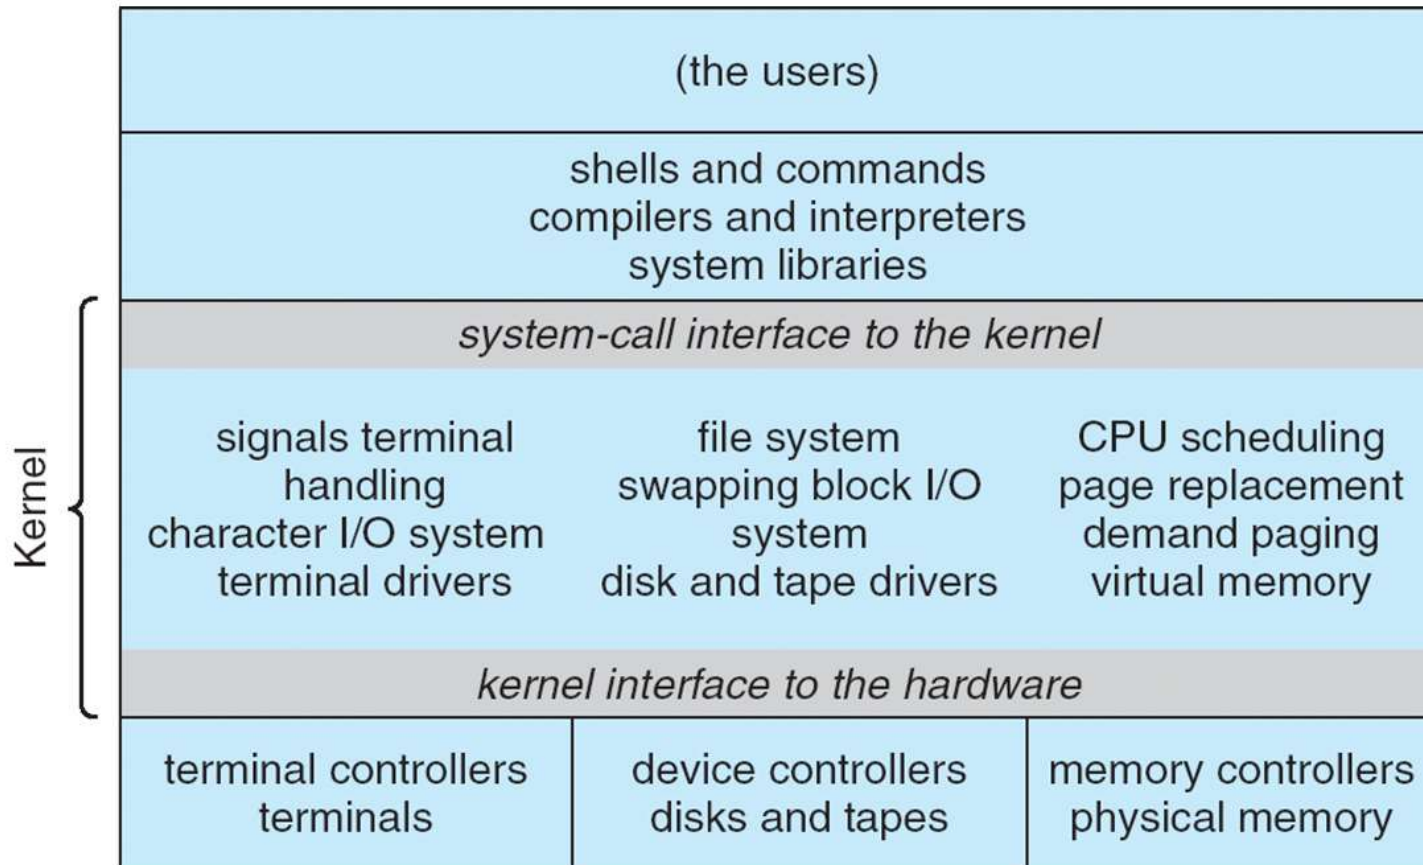 (the users)
shells and commands
compilers and interpreters
system libraries
system-call interface to the kernel
Kernel
signals terminal
handling
character I/O system
terminal drivers
file system
swapping block I/O
system
disk and tape drivers
CPU scheduling
page replacement
demand paging
virtual memory
kernel interface to the hardware
terminal controllers
terminals
device controllers
disks and tapes
memory controllers
physical memory